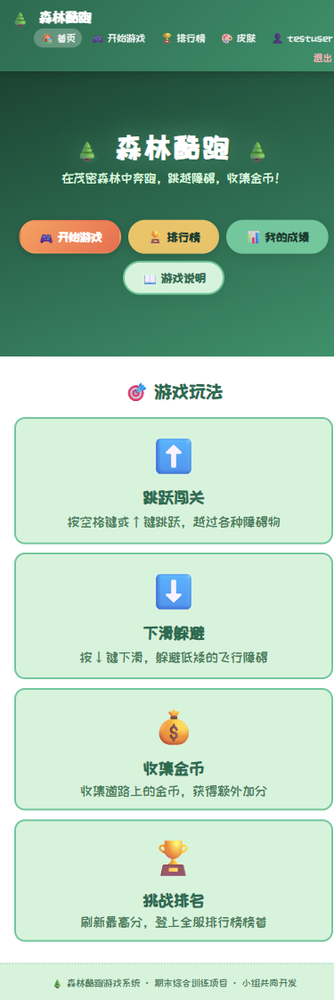 森林酷跑
首页 开始游戏 排行榜 皮肤 testuser
退出
森林酷跑
在茂密森林中奔跑，跳越障碍，收集金币！
开始游戏 排行榜 我的成绩
游戏说明
游戏玩法
跳跃闯关
按空格键或↑键跳跃，越过各种障碍物
下滑躲避
按↓键下滑，躲避低矮的飞行障碍
收集金币
收集道路上的金币，获得额外加分
挑战排名
刷新最高分，登上全服排行榜榜首
森林酷跑游戏系统 · 期末综合训练项目 · 小组共同开发